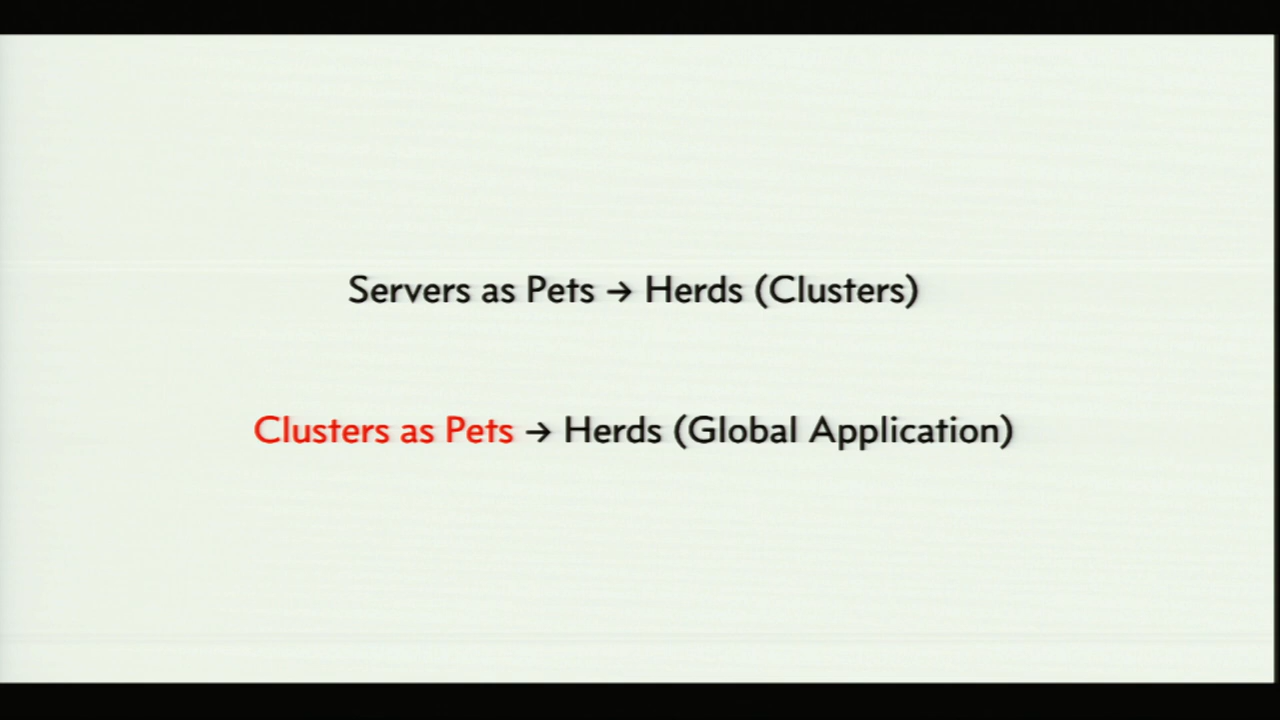 Servers as Pets → Herds (Clusters)
Clusters as Pets → Herds (Global Application)